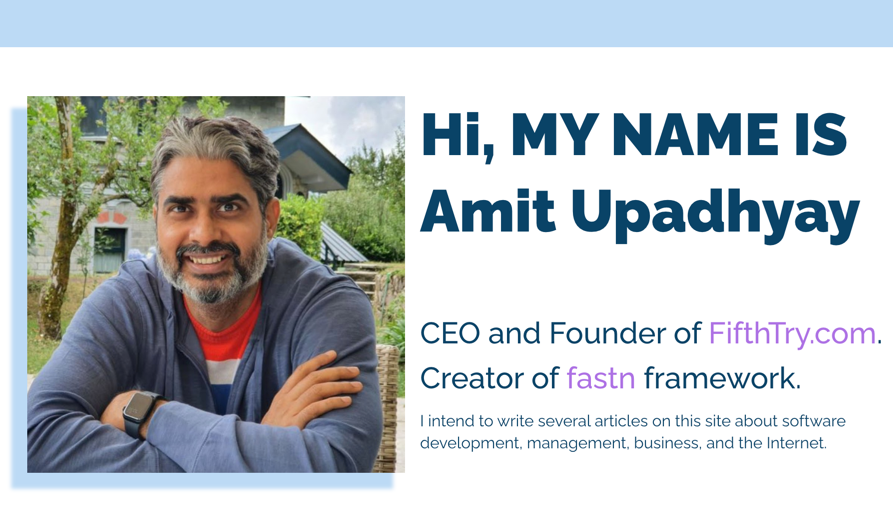 Hi, MY NAME IS
Amit Upadhyay
CEO and Founder of FifthTry.com.
Creator of fastn framework.
I intend to write several articles on this site about software
development, management, business, and the Internet.